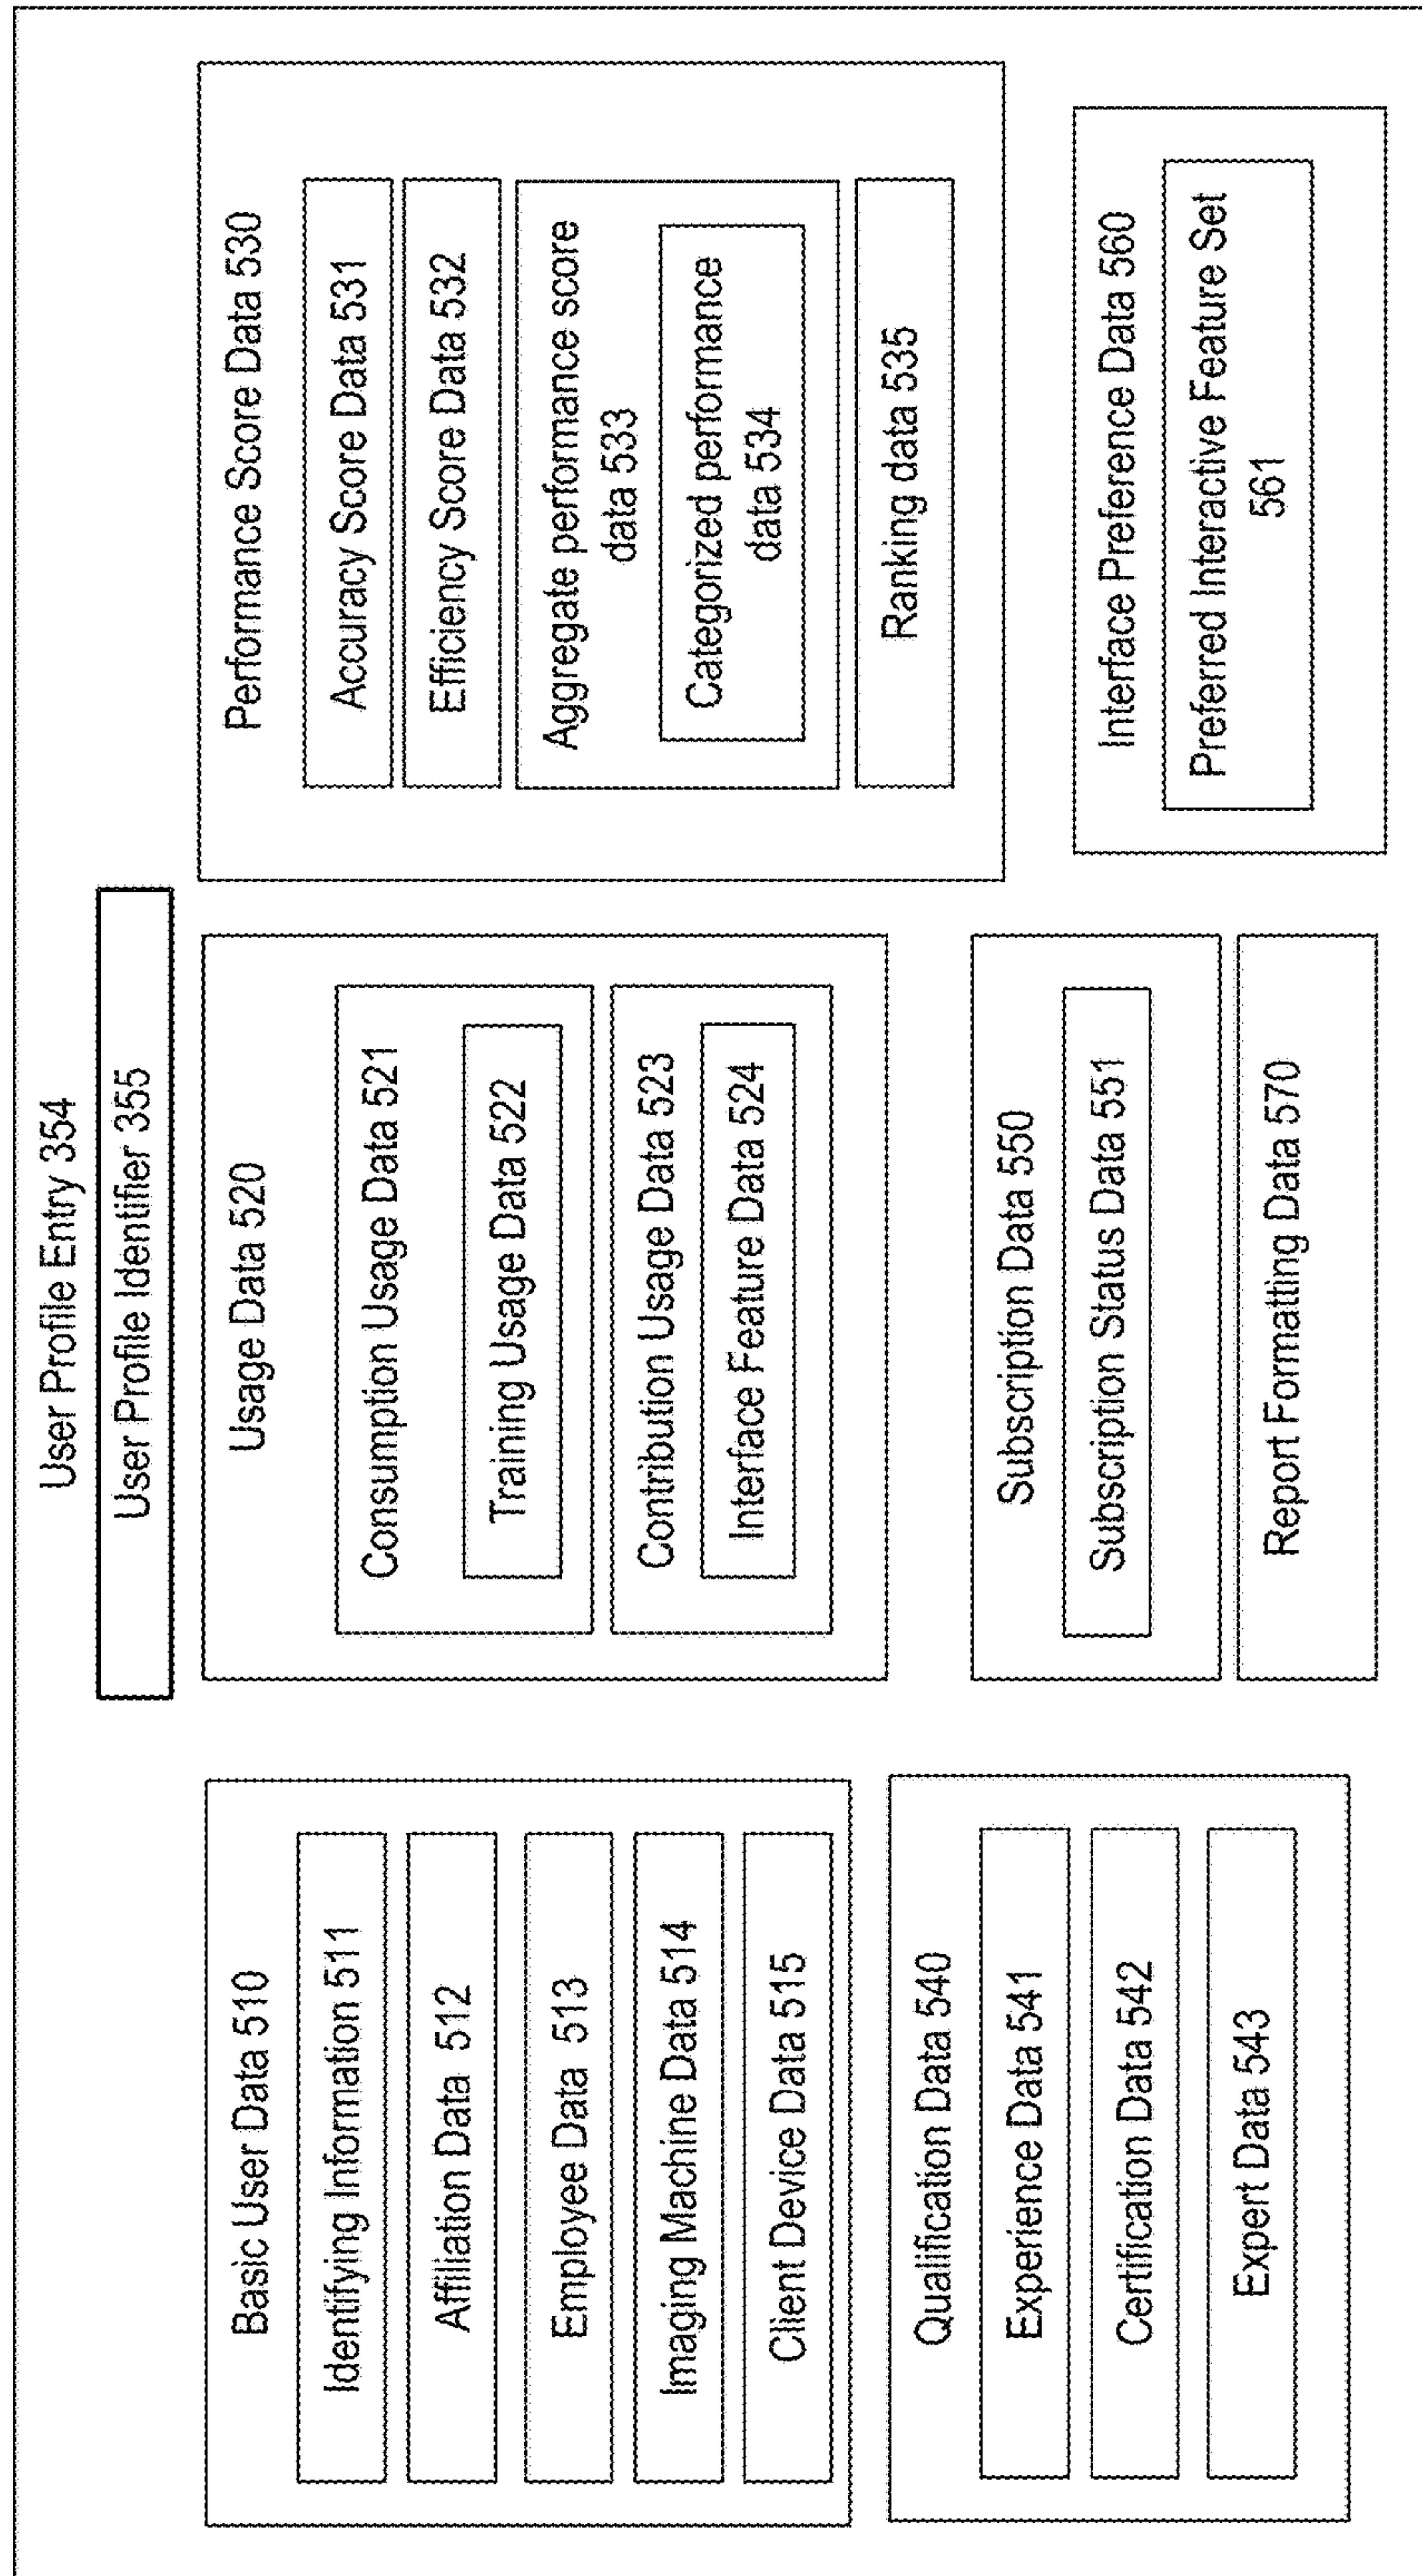 User Profile Entry 354
User Profile Identifier 355
Basic User Data 510
Identifying Information 511
Affiliation Data 512
Employee Data 513
Imaging Machine Data 514
Client Device Data 515
Qualification Data 540
Experience Data 541
Certification Data 542
Expert Data 543
Usage Data 520
Consumption Usage Data 521
Training Usage Data 522
Contribution Usage Data 523
Interface Feature Data 524
Subscription Data 550
Subscription Status Data 551
Report Formatting Data 570
Performance Score Data 530
Accuracy Score Data 531
Efficiency Score Data 532
Aggregate performance score
data 533
Categorized performance
data 534
Ranking data 535
Interface Preference Data 560
Preferred Interactive Feature Set
561